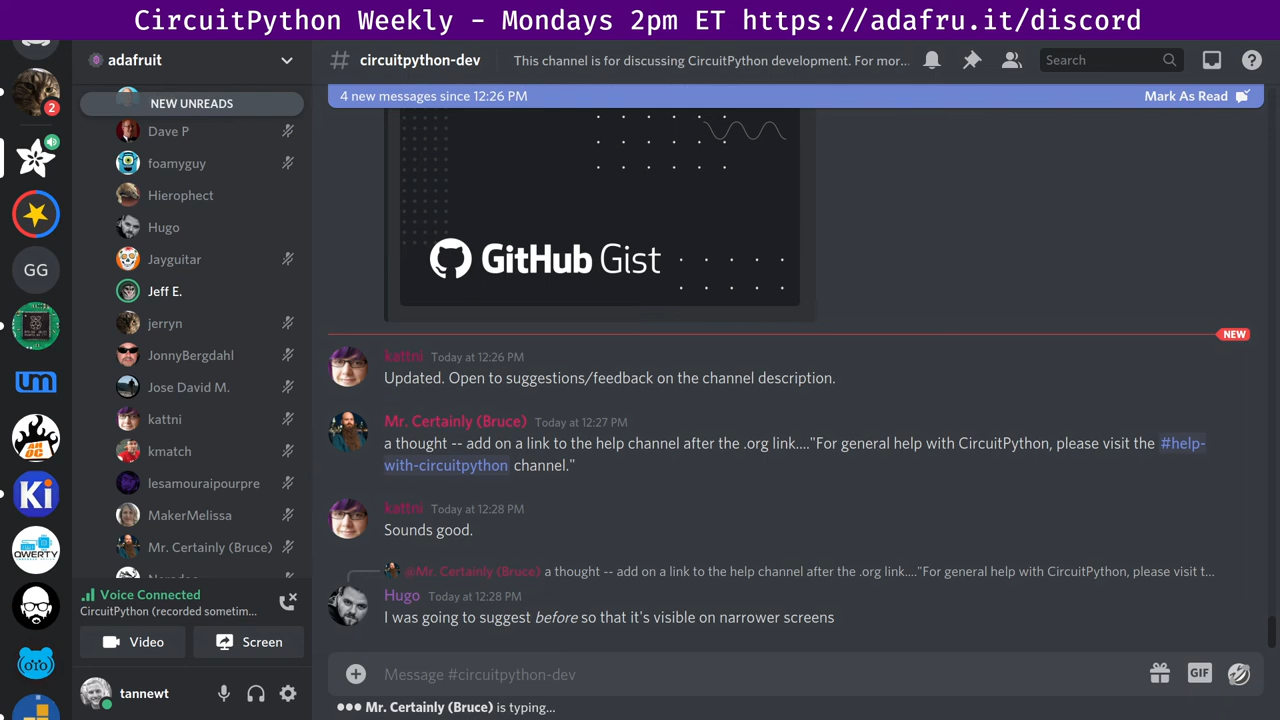 CircuitPython Weekly – Mondays 2pm ET https://adafru.it/discord
adafruit
circuitpython-dev
This channel is for discussing CircuitPython development. For mor...
Search
2
NEW UNREADS
4 new messages since 12:26 PM
Mark As Read
Dave P
foamyguy
Hierophect
Hugo
Jayguitar
GG
Jeff E.
jerryn
JonnyBergdahl
Jose David M.
um
kattni
kmatch
AHOC
lesamouraipourpre
Ki
MakerMelissa
Mr. Certainly (Bruce)
QWERTY
GitHub Gist
NEW
kattni Today at 12:26 PM
Updated. Open to suggestions/feedback on the channel description.
Mr. Certainly (Bruce) Today at 12:27 PM
a thought -- add on a link to the help channel after the .org link...."For general help with CircuitPython, please visit the #help-
with-circuitpython channel."
kattni Today at 12:28 PM
Sounds good.
@Mr. Certainly (Bruce) a thought -- add on a link to the help channel after the .org link...."For general help with CircuitPython, please visit t...
Hugo Today at 12:28 PM
I was going to suggest before so that it's visible on narrower screens
Voice Connected
CircuitPython (recorded sometim...
Video
Screen
tannewt
Message #circuitpython-dev
GIF
Mr. Certainly (Bruce) is typing...